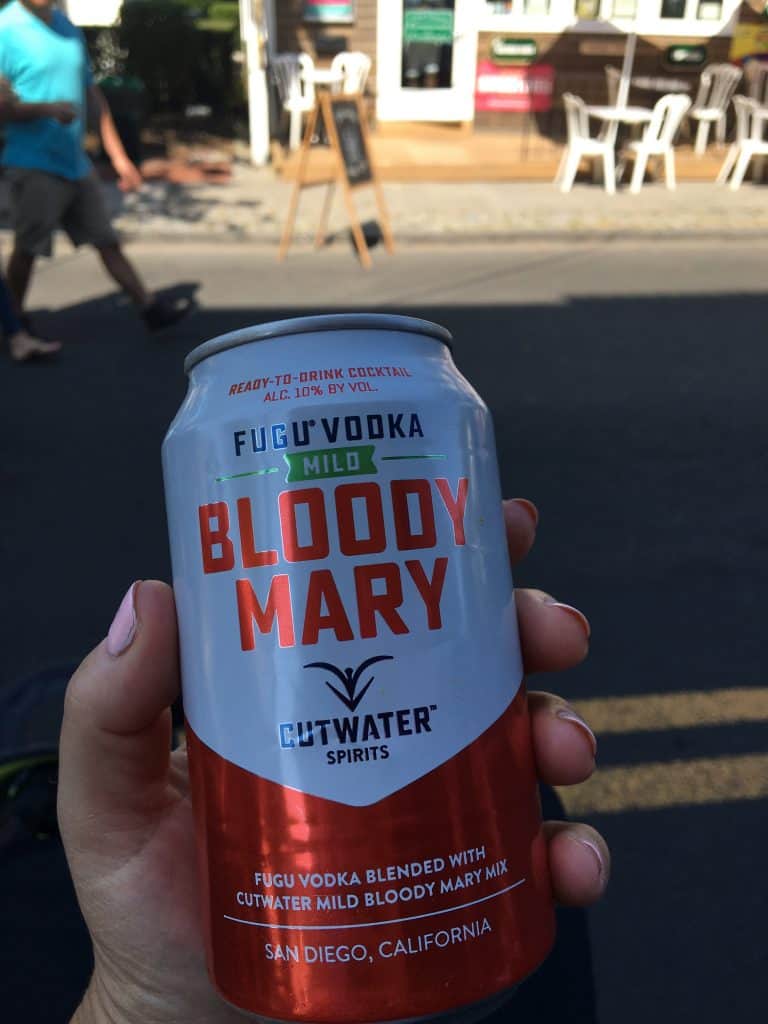 READY-TO-DRINK COCKTAIL
ALC. 10% BY VOL.
FUGU® VODKA
MILD
BLOODY
MARY
CUTWATER™
SPIRITS
FUGU VODKA BLENDED WITH
CUTWATER MILD BLOODY MARY MIX
SAN DIEGO, CALIFORNIA